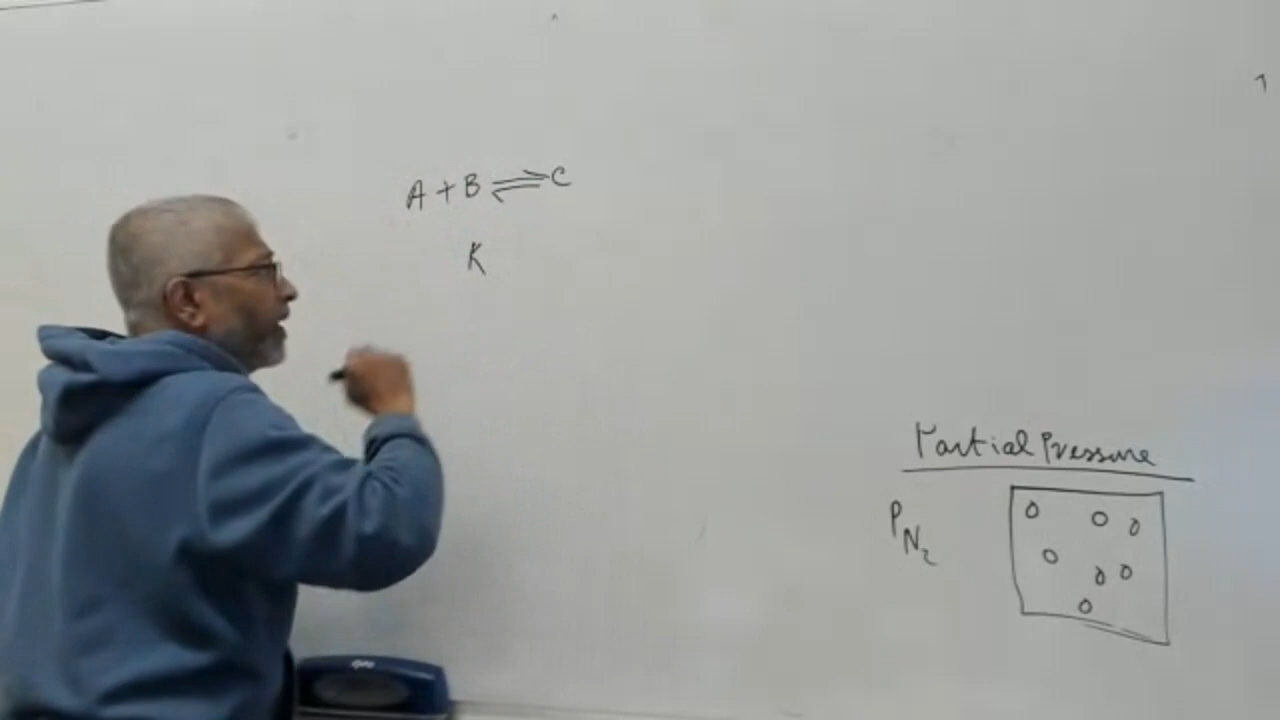 A + B ⇌ C
K
Partial Pressure
P_N₂